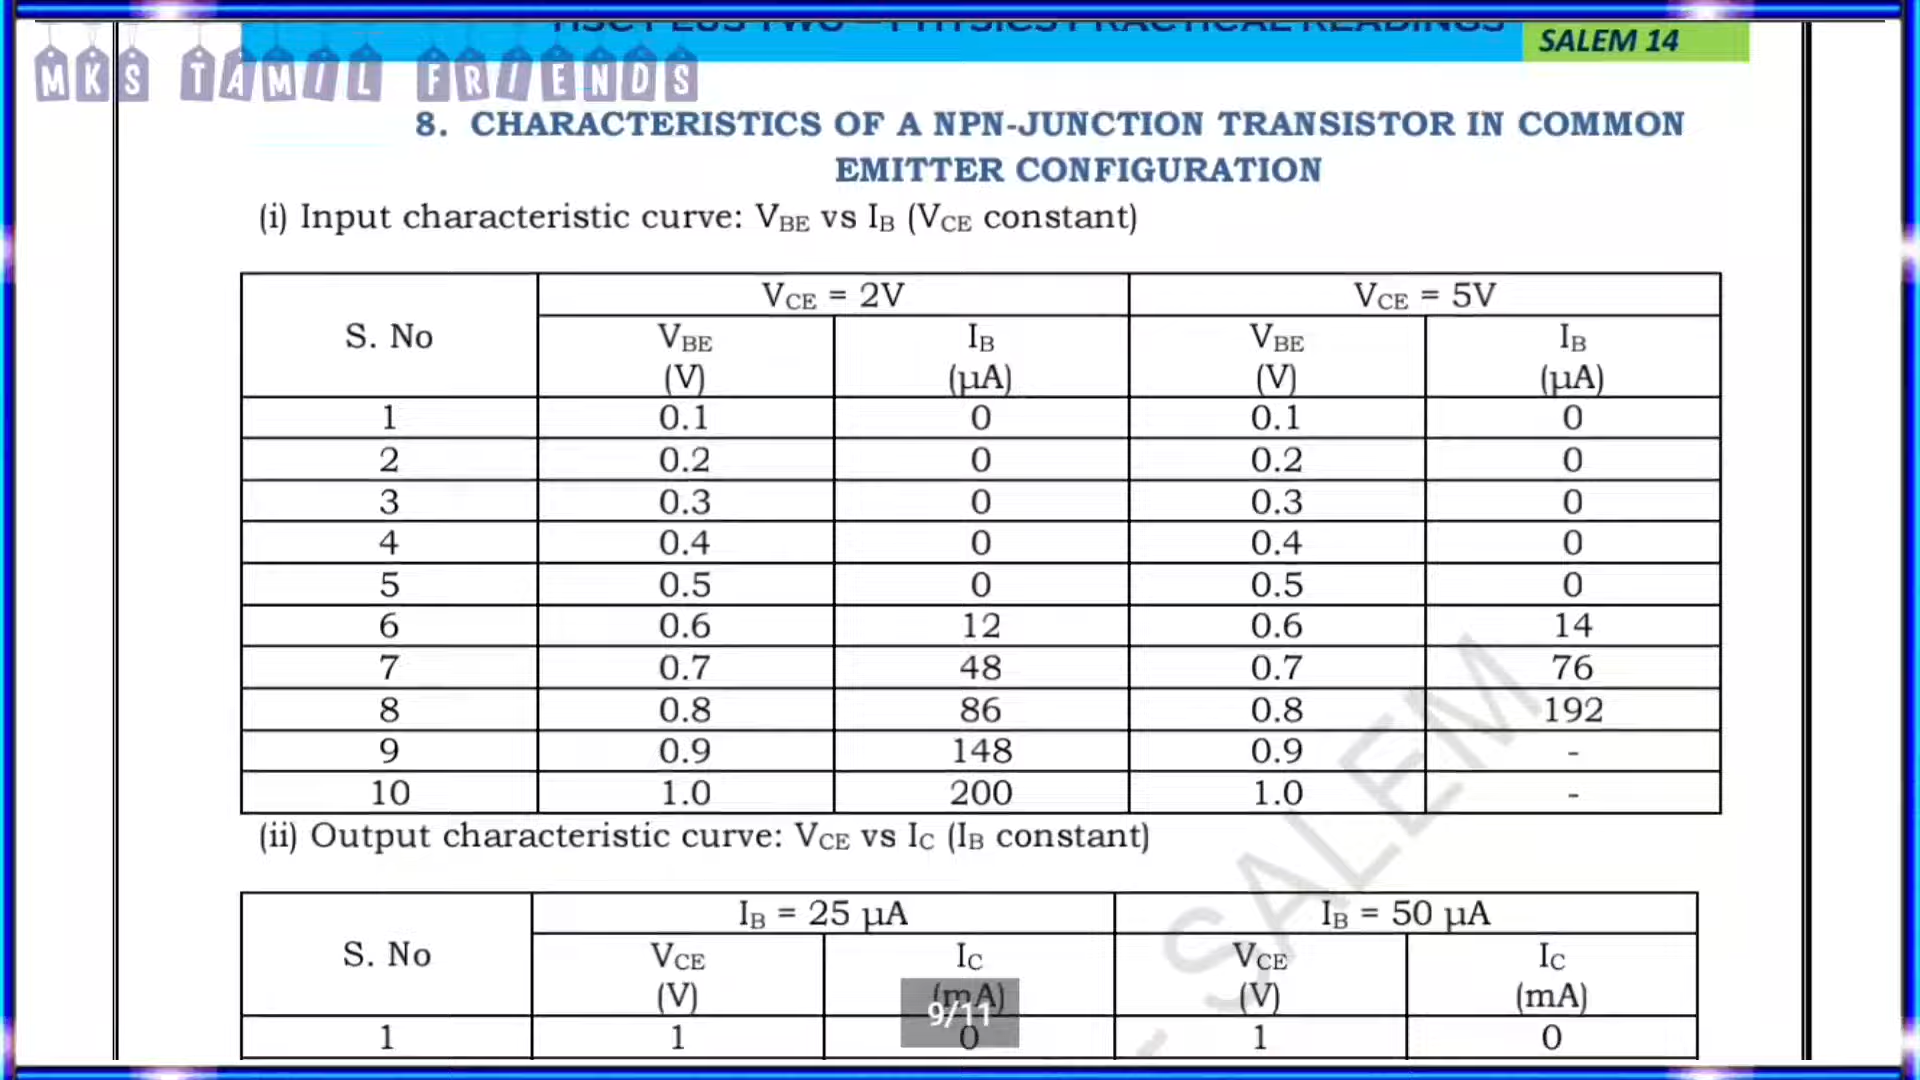 HSC PLUS TWO – PHYSICS PRACTICAL READINGS
SALEM 14
MKS TAMIL FRIENDS
8. CHARACTERISTICS OF A NPN-JUNCTION TRANSISTOR IN COMMON
EMITTER CONFIGURATION
(i) Input characteristic curve: VBE vs IB (VCE constant)
S. No VCE = 2V VCE = 5V
VBE (V) IB (µA) VBE (V) IB (µA)
1 0.1 0 0.1 0
2 0.2 0 0.2 0
3 0.3 0 0.3 0
4 0.4 0 0.4 0
5 0.5 0 0.5 0
6 0.6 12 0.6 14
7 0.7 48 0.7 76
8 0.8 86 0.8 192
9 0.9 148 0.9 -
10 1.0 200 1.0 -
(ii) Output characteristic curve: VCE vs IC (IB constant)
S. No IB = 25 µA IB = 50 µA
VCE (V) IC (mA) VCE (V) IC (mA)
1 1 0 1 0
9/11
SALEM